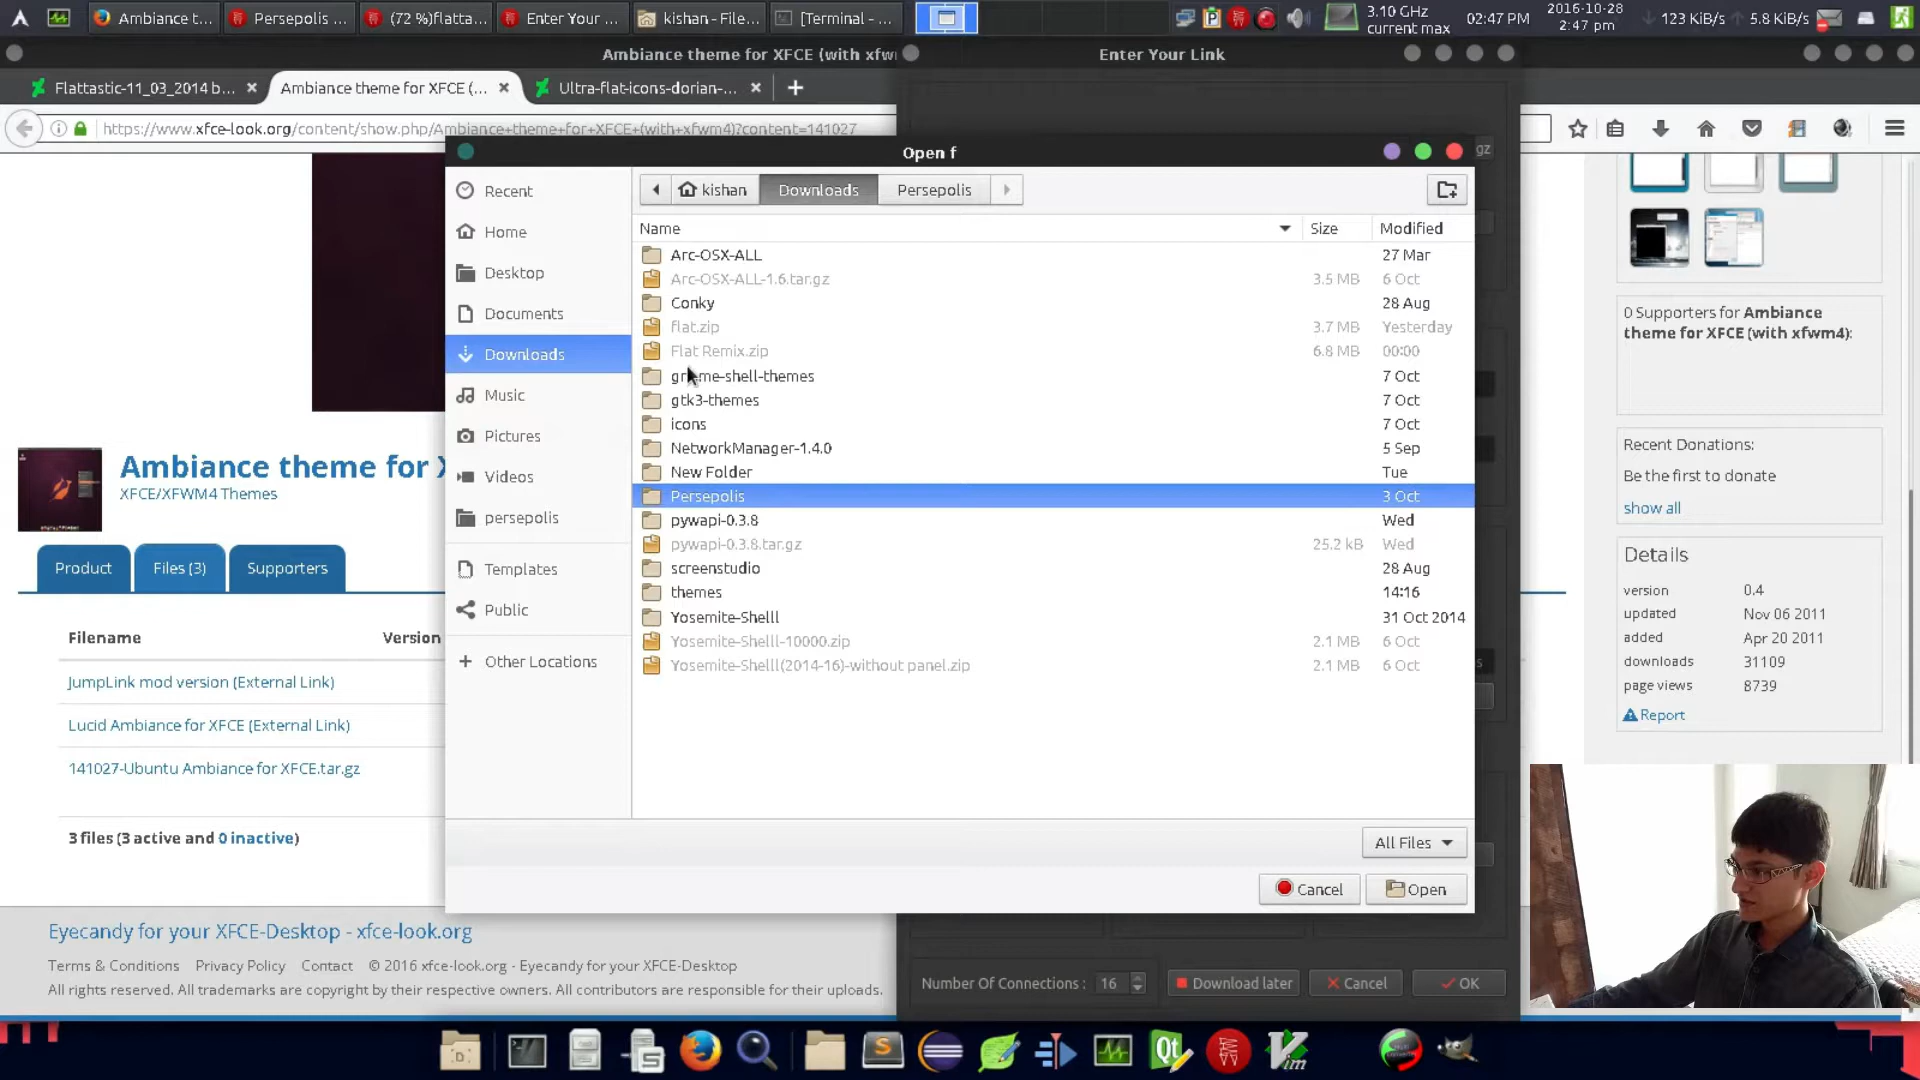 Ambiance t...
Persepolis ...
(72 %)flatta...
Enter Your ...
kishan - File...
[Terminal - ...
3.10 GHz
current max
02:47 PM
2016-10-28
2:47 pm
123 KiB/s
5.8 KiB/s
Ambiance theme for XFCE (with xfw
Enter Your Link
Flattastic-11_03_2014 b...
Ambiance theme for XFCE (...
Ultra-flat-icons-dorian-...
https://www.xfce-look.org/content/show.php/Ambiance+theme+for+XFCE+(with+xfwm4)?content=141027
Open f
gz
Recent
Home
Desktop
Documents
Downloads
Music
Pictures
Videos
persepolis
Templates
Public
Other Locations
kishan
Downloads
Persepolis
Name
Size
Modified
Arc-OSX-ALL 27 Mar
Arc-OSX-ALL-1.6.tar.gz 3.5 MB 6 Oct
Conky 28 Aug
flat.zip 3.7 MB Yesterday
Flat Remix.zip 6.8 MB 00:00
gnome-shell-themes 7 Oct
gtk3-themes 7 Oct
icons 7 Oct
NetworkManager-1.4.0 5 Sep
New Folder Tue
Persepolis 3 Oct
pywapi-0.3.8 Wed
pywapi-0.3.8.tar.gz 25.2 kB Wed
screenstudio 28 Aug
themes 14:16
Yosemite-Shelll 31 Oct 2014
Yosemite-Shelll-10000.zip 2.1 MB 6 Oct
Yosemite-Shelll(2014-16)-without panel.zip 2.1 MB 6 Oct
All Files
Cancel
Open
Ambiance theme for X
XFCE/XFWM4 Themes
Product
Files (3)
Supporters
Filename
Version
JumpLink mod version (External Link)
Lucid Ambiance for XFCE (External Link)
141027-Ubuntu Ambiance for XFCE.tar.gz
3 files (3 active and 0 inactive)
0 Supporters for Ambiance
theme for XFCE (with xfwm4):
Recent Donations:
Be the first to donate
show all
Details
version 0.4
updated Nov 06 2011
added Apr 20 2011
downloads 31109
page views 8739
Report
s
Eyecandy for your XFCE-Desktop - xfce-look.org
Terms & Conditions Privacy Policy Contact © 2016 xfce-look.org - Eyecandy for your XFCE-Desktop
All rights reserved. All trademarks are copyright by their respective owners. All contributors are responsible for their uploads.
Number Of Connections : 16
Download later
Cancel
OK
D
S
S
Qt
Vim